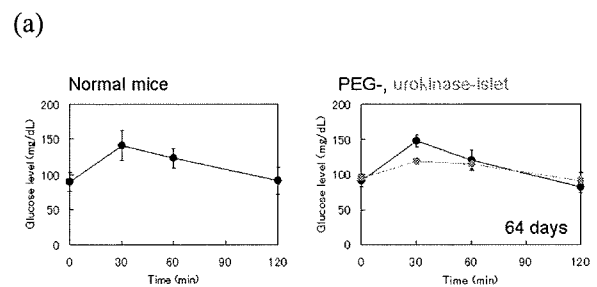 (a)
Normal mice
200
150
100
50
0
Glucose level (mg/dL)
0 30 60 90 120
Time (min)
PEG-, urokinase-islet
200
150
100
50
0
Glucose level (mg/dL)
64 days
0 30 60 90 120
Time (min)